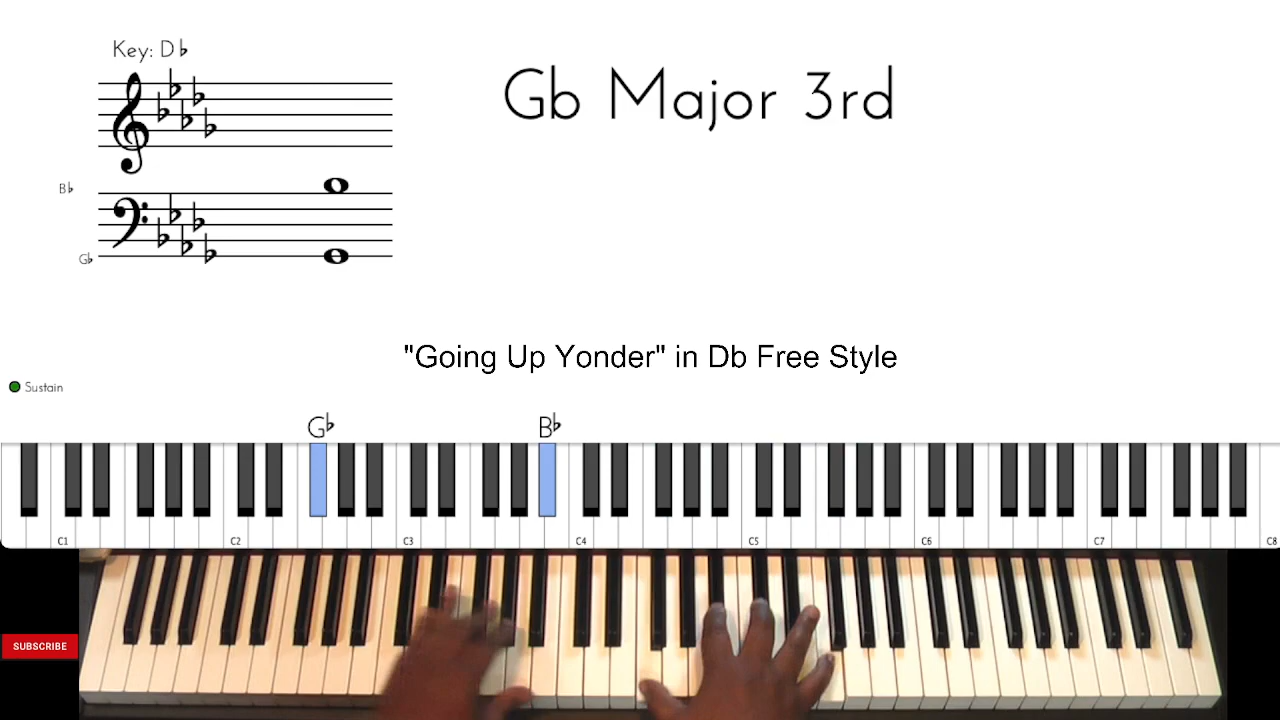 Key: D♭
Gb Major 3rd
B♭
G♭
"Going Up Yonder" in Db Free Style
Sustain
G♭ B♭
C1 C2 C3 C4 C5 C6 C7 C8
SUBSCRIBE